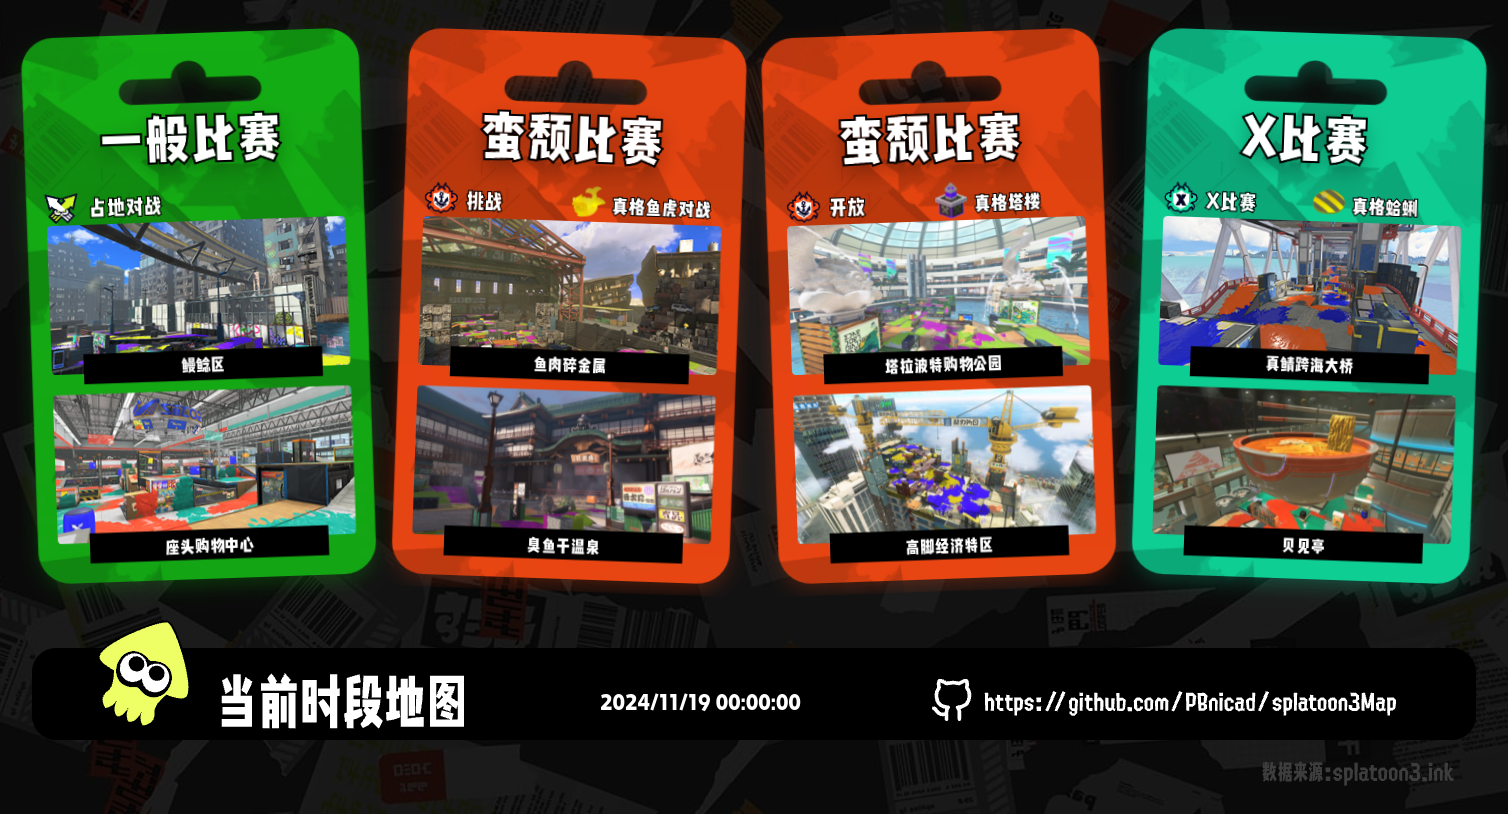 一般比赛
占地对战
鳗鲶区
座头购物中心
蛮颓比赛
挑战
真格鱼虎对战
鱼肉碎金属
臭鱼干温泉
蛮颓比赛
开放
真格塔楼
塔拉波特购物公园
高脚经济特区
X比赛
X比赛
真格蛤蜊
真鲭跨海大桥
贝见亭
当前时段地图
2024/11/19 00:00:00
https://github.com/PBnicad/splatoon3Map
数据来源:splatoon3.ink